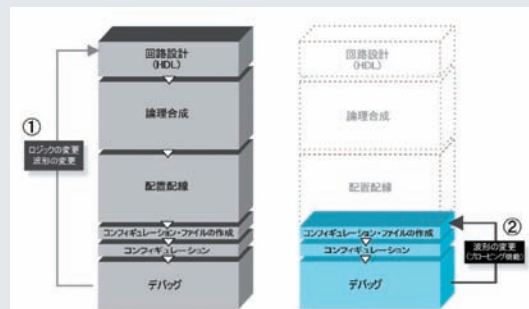 回路設計
(HDL)
論理合成
配置配線
コンフィギュレーション・ファイルの作成
コンフィギュレーション
デバッグ
①
ロジックの変更
波形の変更
回路設計
(HDL)
論理合成
配置配線
コンフィギュレーション・ファイルの作成
コンフィギュレーション
デバッグ
②
波形の変更
(プロービング機能)